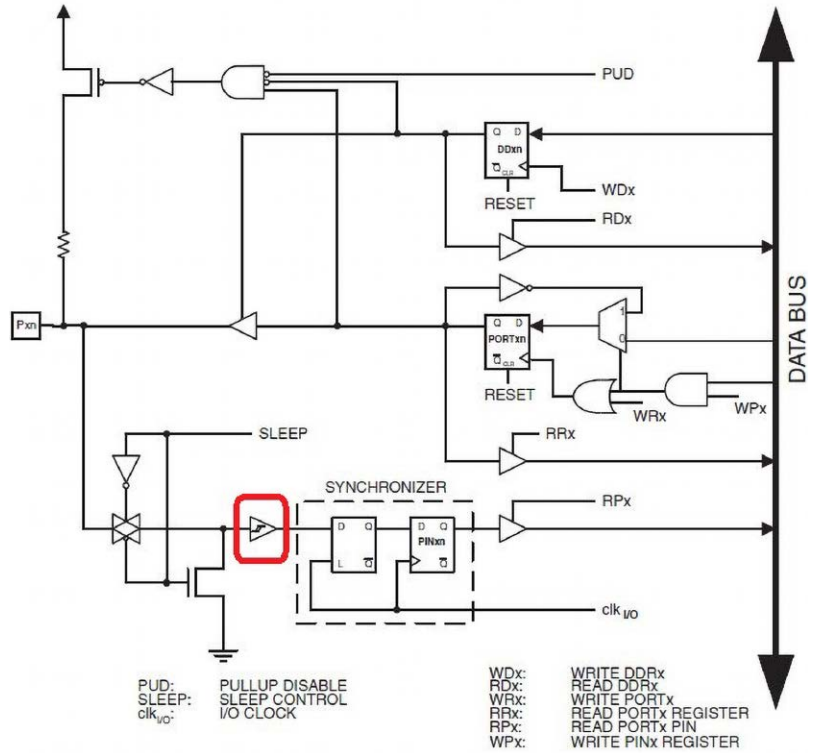 PUD
Q D
DDxn
Q CLR
WDx
RESET
RDx
DATA BUS
1
Pxn
Q D
PORTxn
0
Q CLR
RESET
WRx
WPx
SLEEP
RRx
SYNCHRONIZER
RPx
D Q
D Q
PINxn
L Q
Q
clk I/O
PUD: PULLUP DISABLE
SLEEP: SLEEP CONTROL
clkI/O: I/O CLOCK
WDx: WRITE DDRx
RDx: READ DDRx
WRx: WRITE PORTx
RRx: READ PORTx REGISTER
RPx: READ PORTx PIN
WPx: WRITE PINx REGISTER